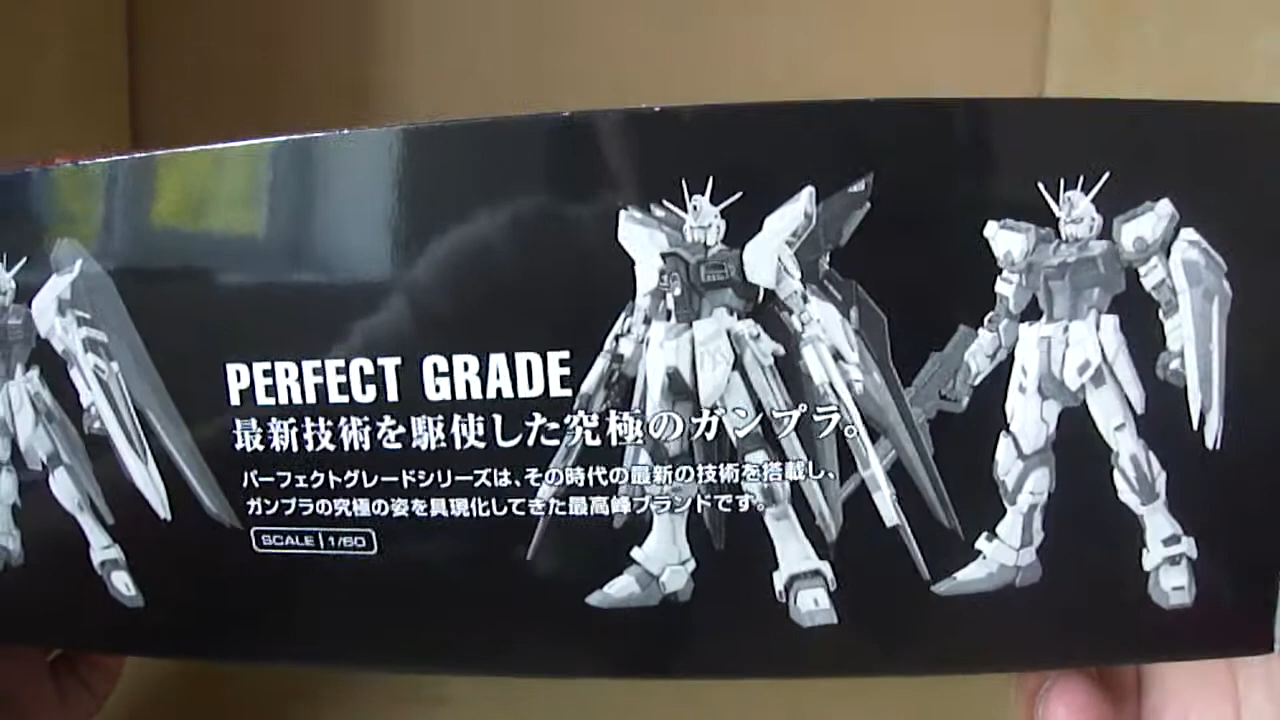 PERFECT GRADE
最新技術を駆使した究極のガンプラ。
パーフェクトグレードシリーズは、その時代の最新の技術を搭載し、
ガンプラの究極の姿を具現化してきた最高峰ブランドです。
SCALE 1/60